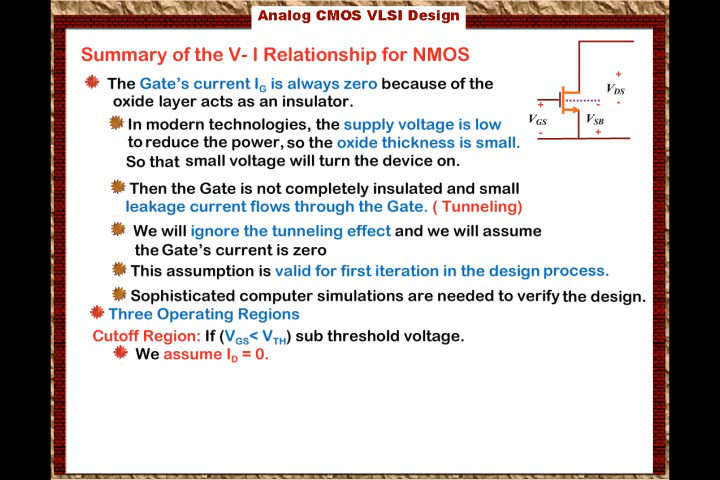 Analog CMOS VLSI Design
Summary of the V- I Relationship for NMOS
The Gate's current IG is always zero because of the
oxide layer acts as an insulator.
In modern technologies, the supply voltage is low
to reduce the power, so the oxide thickness is small.
So that small voltage will turn the device on.
Then the Gate is not completely insulated and small
leakage current flows through the Gate. ( Tunneling)
We will ignore the tunneling effect and we will assume
the Gate's current is zero
This assumption is valid for first iteration in the design process.
Sophisticated computer simulations are needed to verify the design.
Three Operating Regions
Cutoff Region: If (VGS< VTH) sub threshold voltage.
We assume ID = 0.
+
VDS
-
+
VGS
-
-
VSB
+